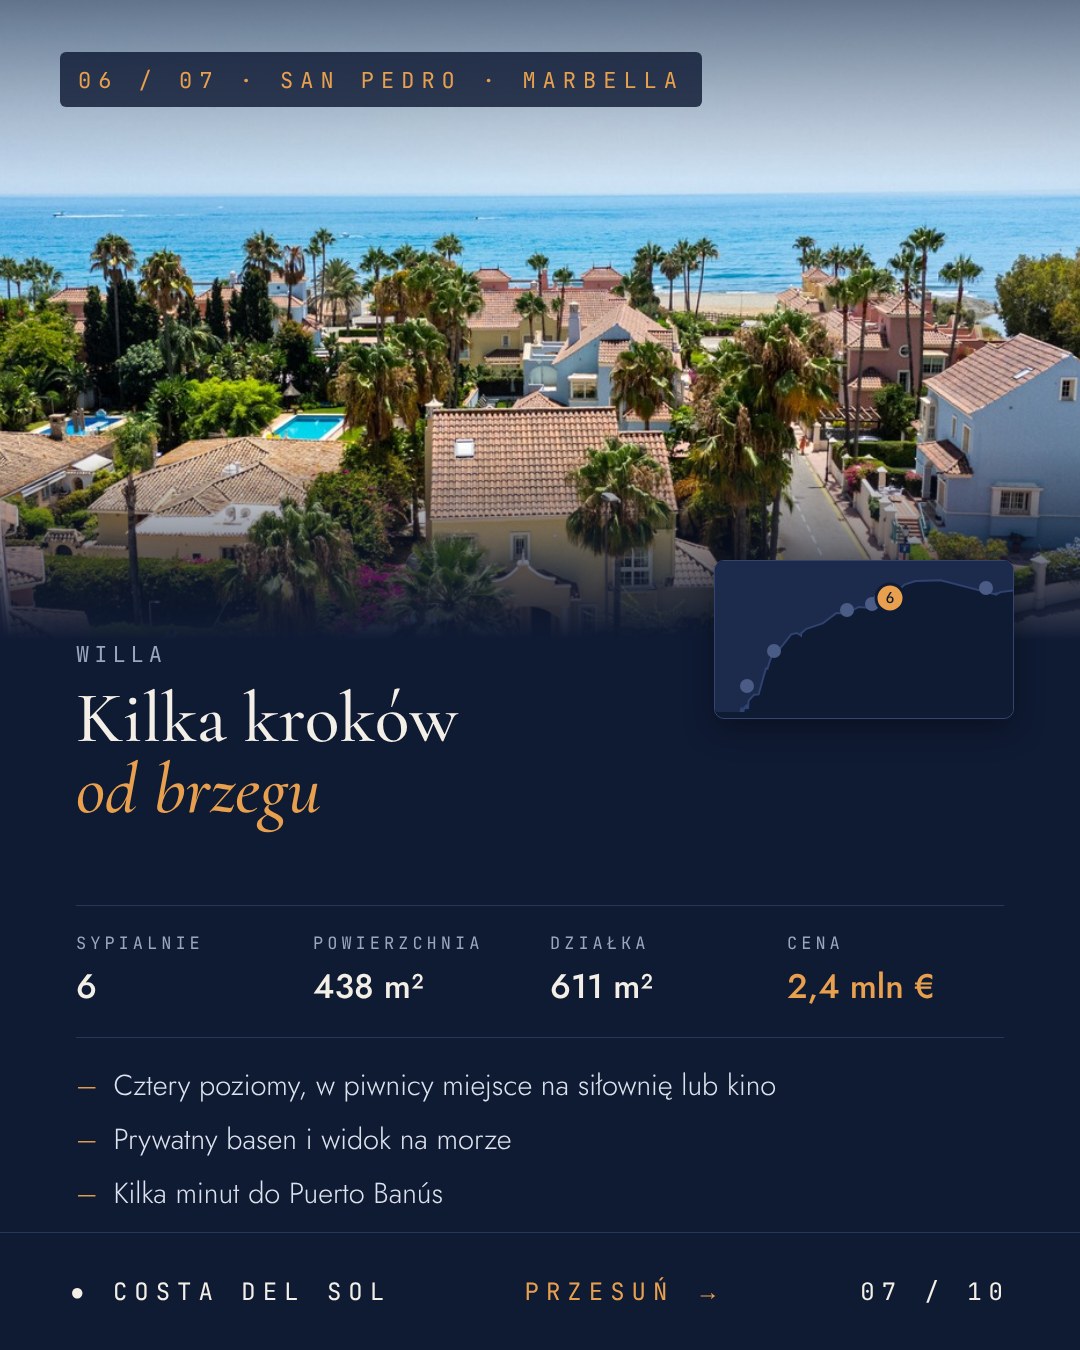 06 / 07 · SAN PEDRO · MARBELLA
6
WILLA
Kilka kroków
od brzegu
SYPIALNIE POWIERZCHNIA DZIAŁKA CENA
6 438 m² 611 m² 2,4 mln €
— Cztery poziomy, w piwnicy miejsce na siłownię lub kino
— Prywatny basen i widok na morze
— Kilka minut do Puerto Banús
• COSTA DEL SOL PRZESUŃ → 07 / 10